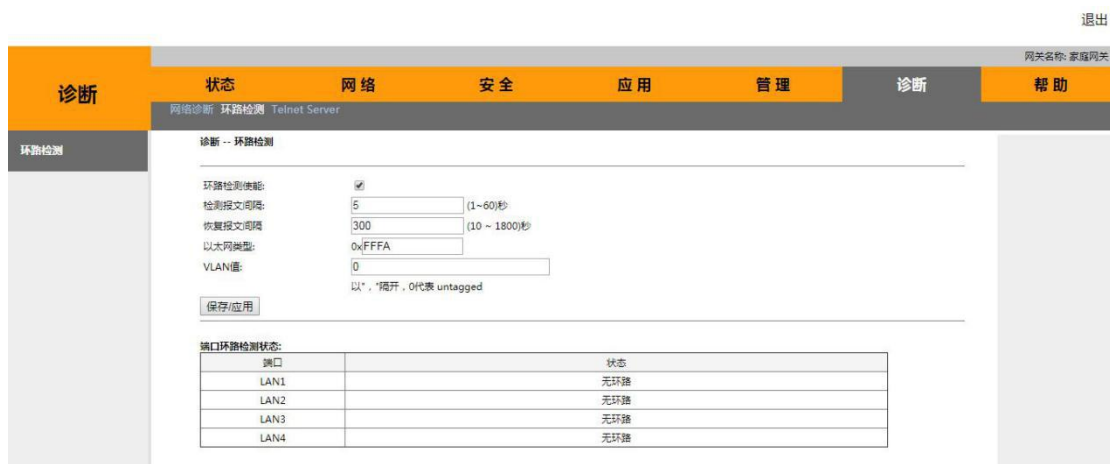 退出
网关名称: 家庭网关
诊断
状态 网络 安全 应用 管理 诊断 帮助
网络诊断 环路检测 Telnet Server
环路检测
诊断 -- 环路检测
环路检测使能:
检测报文间隔: 5 (1~60)秒
恢复报文间隔 300 (10 ~ 1800)秒
以太网类型: 0xFFFA
VLAN值: 0
以"，"隔开，0代表 untagged
保存/应用
端口环路检测状态:
端口 状态
LAN1 无环路
LAN2 无环路
LAN3 无环路
LAN4 无环路